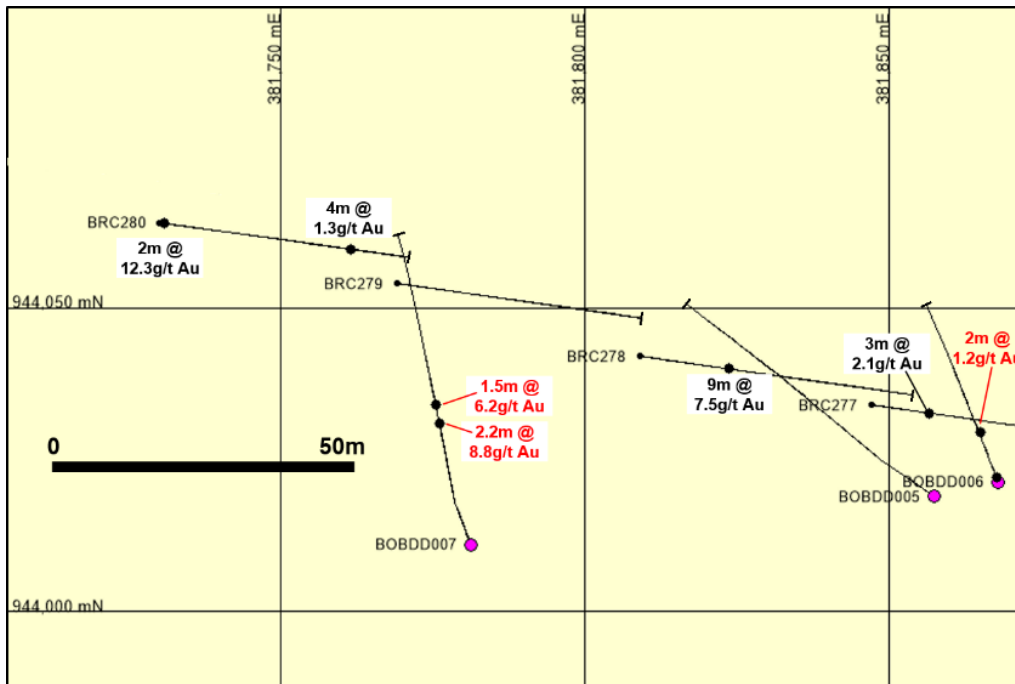 381,750 mE
381,800 mE
381,850 mE
4m @
1.3g/t Au
BRC280
2m @
12.3g/t Au
BRC279
944,050 mN
BRC278
3m @
2.1g/t Au
2m @
1.2g/t Au
9m @
7.5g/t Au
BRC277
1.5m @
6.2g/t Au
2.2m @
8.8g/t Au
0
50m
BOBDD006
BOBDD005
BOBDD007
944,000 mN